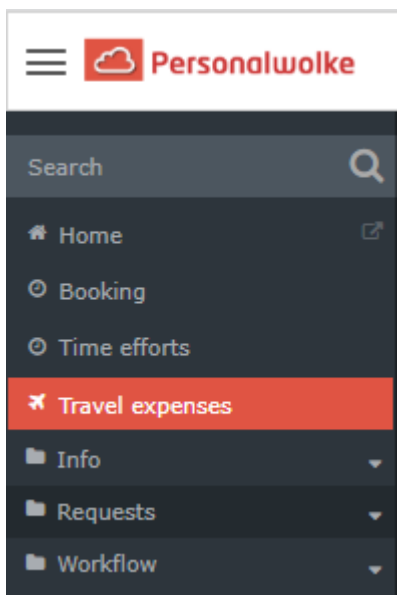 Personalwolke
Search
Home
Booking
Time efforts
Travel expenses
Info
Requests
Workflow